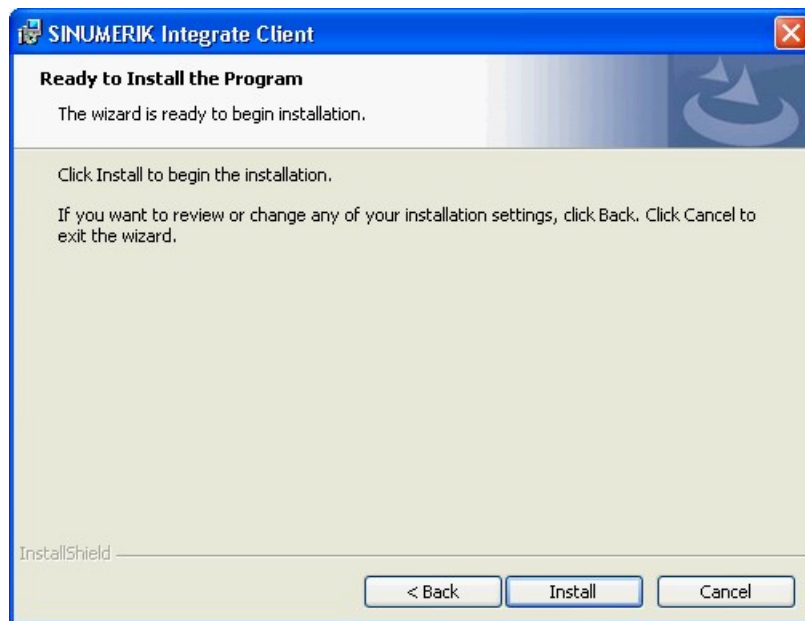 SINUMERIK Integrate Client
Ready to Install the Program
The wizard is ready to begin installation.
Click Install to begin the installation.
If you want to review or change any of your installation settings, click Back. Click Cancel to
exit the wizard.
InstallShield
< Back Install Cancel